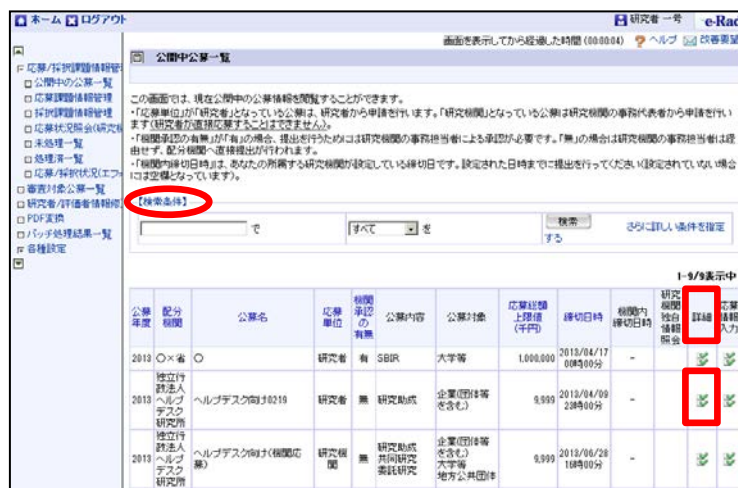 ホーム ログアウト
研究者 一号 e-Rad
画面を表示してから経過した時間 (00:00:04) ヘルプ 改善要望
公開中公募一覧
応募/採択課題情報管
公開中の公募一覧
応募課題情報管理
採択課題情報管理
応募状況照会(研究機
未処理一覧
処理済一覧
応募/採択状況(エフォ
審査対象公募一覧
研究者/評価者情報修
PDF変換
バッチ処理結果一覧
各種設定
この画面では、現在公開中の公募情報を閲覧することができます。
・「応募単位」が「研究者」となっている公募は、研究者から申請を行います。「研究機関」となっている公募は研究機関の事務代表者から申請を行い
ます(研究者が直接応募することはできません)。
・「機関承認の有無」が「有」の場合、提出を行うためには研究機関の事務担当者による承認が必要です。「無」の場合は研究機関の事務担当者は経
由せず、配分機関へ直接提出が行われます。
・「機関内締切日時」は、あなたの所属する研究機関が設定している締切日です。設定された日時までに提出を行ってください(設定されていない場合
には空欄となっています)。
【検索条件】
で すべて を 検索 さらに詳しい条件を指定
する
1-9/9表示中
公募年度 配分機関 公募名 応募単位 機関承認の有無 公募内容 公募対象 応募総額上限値(千円) 締切日時 機関内締切日時 研究機関独自情報照会 詳細 応募情報入力
2013 ○×省 ○ 研究者 有 SBIR 大学等 1,000,000 2013/04/17 00時00分 -
2013 独立行政法人ヘルプデスク研究所 ヘルプデスク向け0219 研究者 無 研究助成 企業(団体等を含む) 9,999 2013/04/09 23時00分 -
2013 独立行政法人ヘルプデスク研究所 ヘルプデスク向け(機関応募) 研究機関 無 研究助成 共同研究 委託研究 企業(団体等を含む) 大学等 地方公共団体 9,999 2013/06/28 16時00分 -